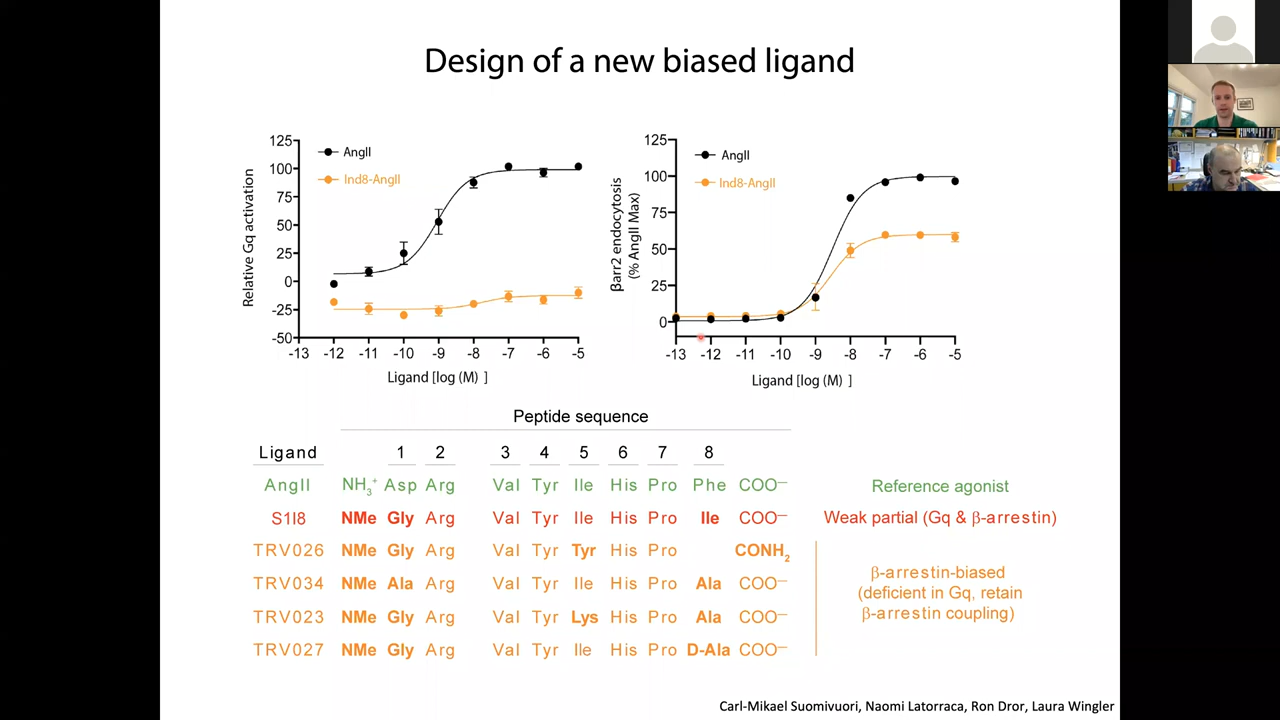 Design of a new biased ligand
Relative Gq activation
125
100
75
50
25
0
-25
-50
-13 -12 -11 -10 -9 -8 -7 -6 -5
Ligand [log (M) ]
AngII
Ind8-AngII
βarr2 endocytosis
(% AngII Max)
125
100
75
50
25
0
-13 -12 -11 -10 -9 -8 -7 -6 -5
Ligand [log (M) ]
AngII
Ind8-AngII
Peptide sequence
Ligand 1 2 3 4 5 6 7 8
AngII NH₃⁺ Asp Arg Val Tyr Ile His Pro Phe COO⁻ Reference agonist
S1I8 NMe Gly Arg Val Tyr Ile His Pro Ile COO⁻ Weak partial (Gq & β-arrestin)
TRV026 NMe Gly Arg Val Tyr Tyr His Pro CONH₂
TRV034 NMe Ala Arg Val Tyr Ile His Pro Ala COO⁻
TRV023 NMe Gly Arg Val Tyr Lys His Pro Ala COO⁻
TRV027 NMe Gly Arg Val Tyr Ile His Pro D-Ala COO⁻
β-arrestin-biased
(deficient in Gq, retain
β-arrestin coupling)
Carl-Mikael Suomivuori, Naomi Latorraca, Ron Dror, Laura Wingler